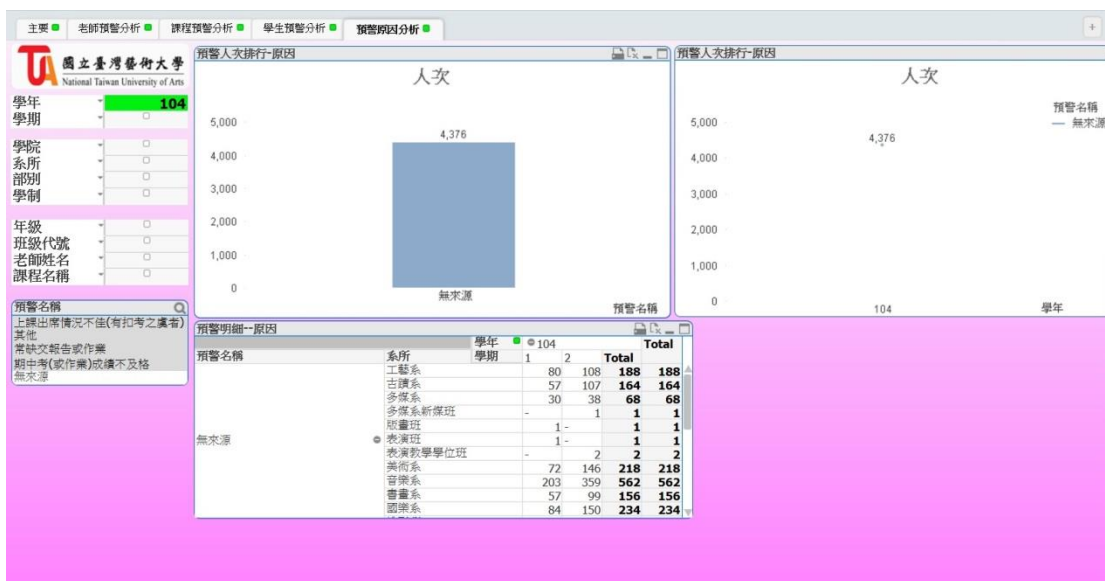 主要 老師預警分析 課程預警分析 學生預警分析 預警原因分析 +
國立臺灣藝術大學
National Taiwan University of Arts
學年 104
學期
學院
系所
部別
學制
年級
班級代號
老師姓名
課程名稱
預警名稱
上課出席情況不佳(有扣考之虞者)
其他
常缺交報告或作業
期中考(或作業)成績不及格
無來源
預警人次排行-原因
人次
5,000
4,000
3,000
2,000
1,000
0
4,376
無來源
預警名稱
預警人次排行-原因
人次
預警名稱
無來源
5,000
4,000
3,000
2,000
1,000
0
4,376
104
學年
預警明細--原因
學年 104 Total
預警名稱 系所 學期 1 2 Total
無來源
工藝系 80 108 188 188
古蹟系 57 107 164 164
多媒系 30 38 68 68
多媒系新媒班 - 1 1 1
版畫班 1 - 1 1
表演班 1 - 1 1
表演教學學位班 - 2 2 2
美術系 72 146 218 218
音樂系 203 359 562 562
書畫系 57 99 156 156
國樂系 84 150 234 234